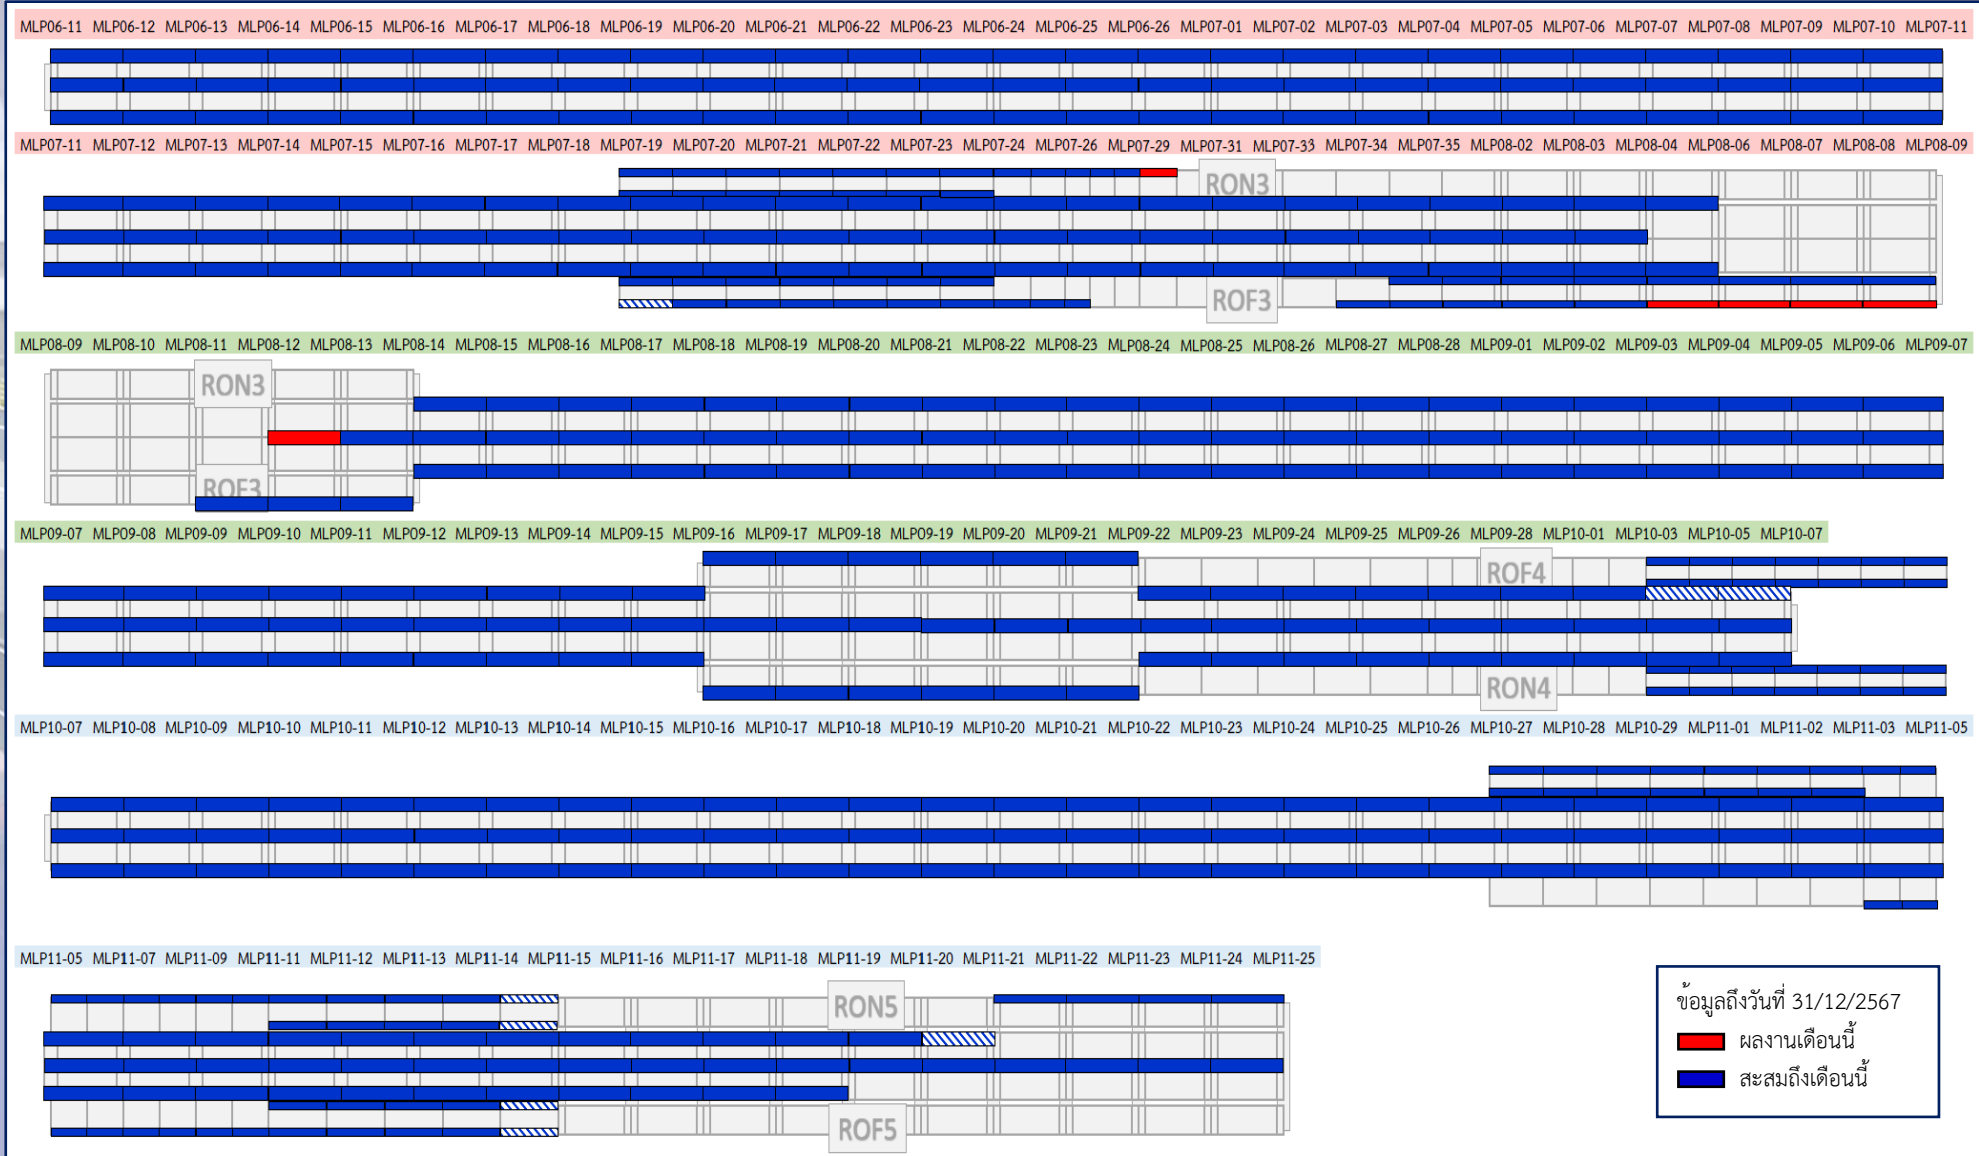 MLP06-11 MLP06-12 MLP06-13 MLP06-14 MLP06-15 MLP06-16 MLP06-17 MLP06-18 MLP06-19 MLP06-20 MLP06-21 MLP06-22 MLP06-23 MLP06-24 MLP06-25 MLP06-26 MLP07-01 MLP07-02 MLP07-03 MLP07-04 MLP07-05 MLP07-06 MLP07-07 MLP07-08 MLP07-09 MLP07-10 MLP07-11
MLP07-11 MLP07-12 MLP07-13 MLP07-14 MLP07-15 MLP07-16 MLP07-17 MLP07-18 MLP07-19 MLP07-20 MLP07-21 MLP07-22 MLP07-23 MLP07-24 MLP07-26 MLP07-29 MLP07-31 MLP07-33 MLP07-34 MLP07-35 MLP08-02 MLP08-03 MLP08-04 MLP08-06 MLP08-07 MLP08-08 MLP08-09
RON3
ROF3
MLP08-09 MLP08-10 MLP08-11 MLP08-12 MLP08-13 MLP08-14 MLP08-15 MLP08-16 MLP08-17 MLP08-18 MLP08-19 MLP08-20 MLP08-21 MLP08-22 MLP08-23 MLP08-24 MLP08-25 MLP08-26 MLP08-27 MLP08-28 MLP09-01 MLP09-02 MLP09-03 MLP09-04 MLP09-05 MLP09-06 MLP09-07
RON3
ROF3
MLP09-07 MLP09-08 MLP09-09 MLP09-10 MLP09-11 MLP09-12 MLP09-13 MLP09-14 MLP09-15 MLP09-16 MLP09-17 MLP09-18 MLP09-19 MLP09-20 MLP09-21 MLP09-22 MLP09-23 MLP09-24 MLP09-25 MLP09-26 MLP09-28 MLP10-01 MLP10-03 MLP10-05 MLP10-07
ROF4
RON4
MLP10-07 MLP10-08 MLP10-09 MLP10-10 MLP10-11 MLP10-12 MLP10-13 MLP10-14 MLP10-15 MLP10-16 MLP10-17 MLP10-18 MLP10-19 MLP10-20 MLP10-22 MLP10-23 MLP10-24 MLP10-25 MLP10-26 MLP10-27 MLP10-28 MLP10-29 MLP11-01 MLP11-02 MLP11-03 MLP11-05
MLP11-05 MLP11-07 MLP11-09 MLP11-11 MLP11-12 MLP11-13 MLP11-14 MLP11-15 MLP11-16 MLP11-17 MLP11-18 MLP11-19 MLP11-20 MLP11-21 MLP11-22 MLP11-23 MLP11-24 MLP11-25
RON5
ROF5
ข้อมูลถึงวันที่ 31/12/2567
ผลงานเดือนนี้
สะสมถึงเดือนนี้